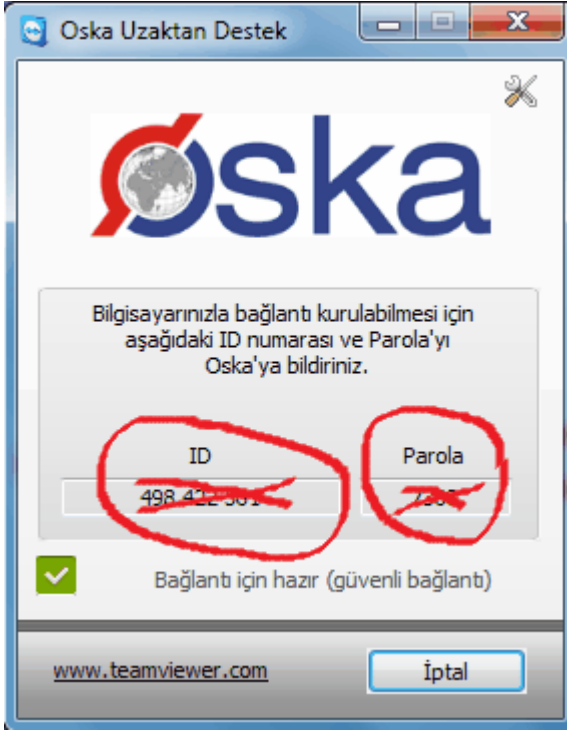 Oska Uzaktan Destek
Oska
Bilgisayarınızla bağlantı kurulabilmesi için
aşağıdaki ID numarası ve Parola'yı
Oska'ya bildiriniz.
ID Parola
Bağlantı için hazır (güvenli bağlantı)
www.teamviewer.com İptal